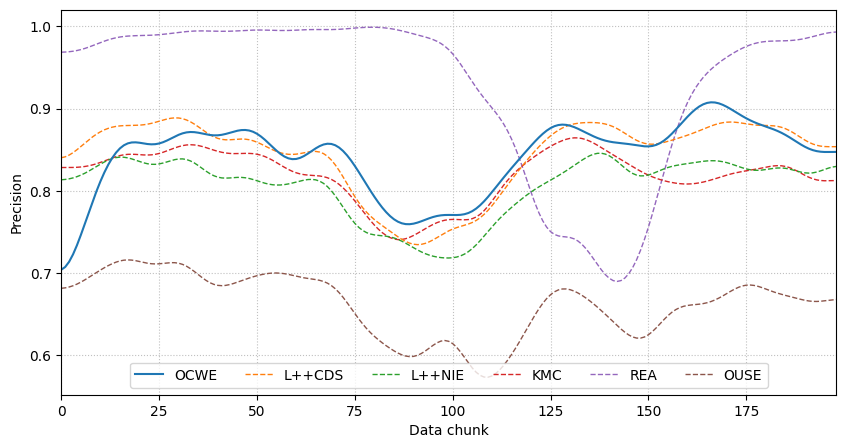 1.0
0.9
0.8
0.7
0.6
Precision
OCWE L++CDS L++NIE KMC REA OUSE
0 25 50 75 100 125 150 175
Data chunk